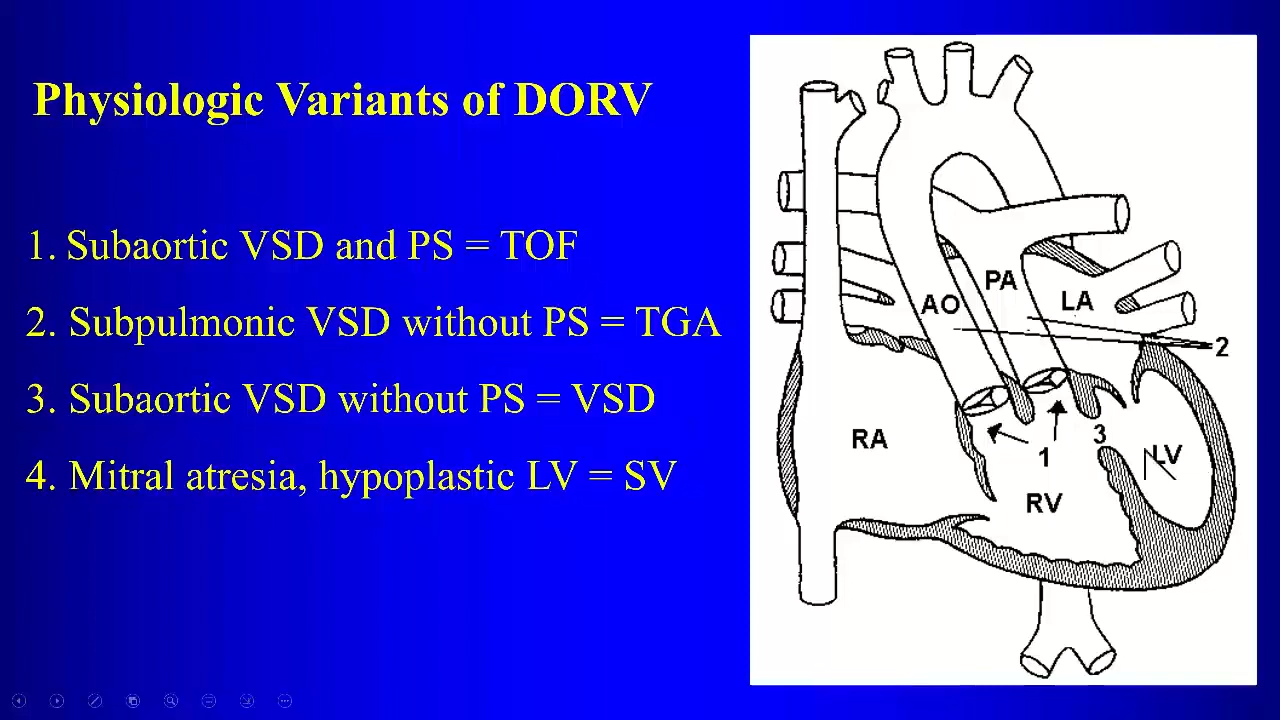 Physiologic Variants of DORV
1. Subaortic VSD and PS = TOF
2. Subpulmonic VSD without PS = TGA
3. Subaortic VSD without PS = VSD
4. Mitral atresia, hypoplastic LV = SV
PA
AO
LA
2
RA
3
1
LV
RV